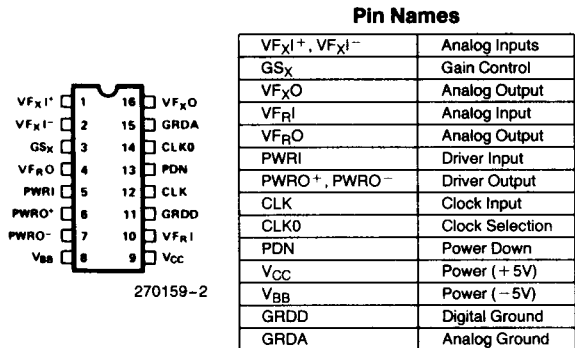 Pin Names
VFXI+ 1 16 VFXO
VFXI− 2 15 GRDA
GSX 3 14 CLK0
VFRO 4 13 PDN
PWRI 5 12 CLK
PWRO+ 6 11 GRDD
PWRO− 7 10 VFRI
VBB 8 9 VCC
270159–2
VFXI+, VFXI− Analog Inputs
GSX Gain Control
VFXO Analog Output
VFRI Analog Input
VFRO Analog Output
PWRI Driver Input
PWRO+, PWRO− Driver Output
CLK Clock Input
CLK0 Clock Selection
PDN Power Down
VCC Power (+5V)
VBB Power (−5V)
GRDD Digital Ground
GRDA Analog Ground